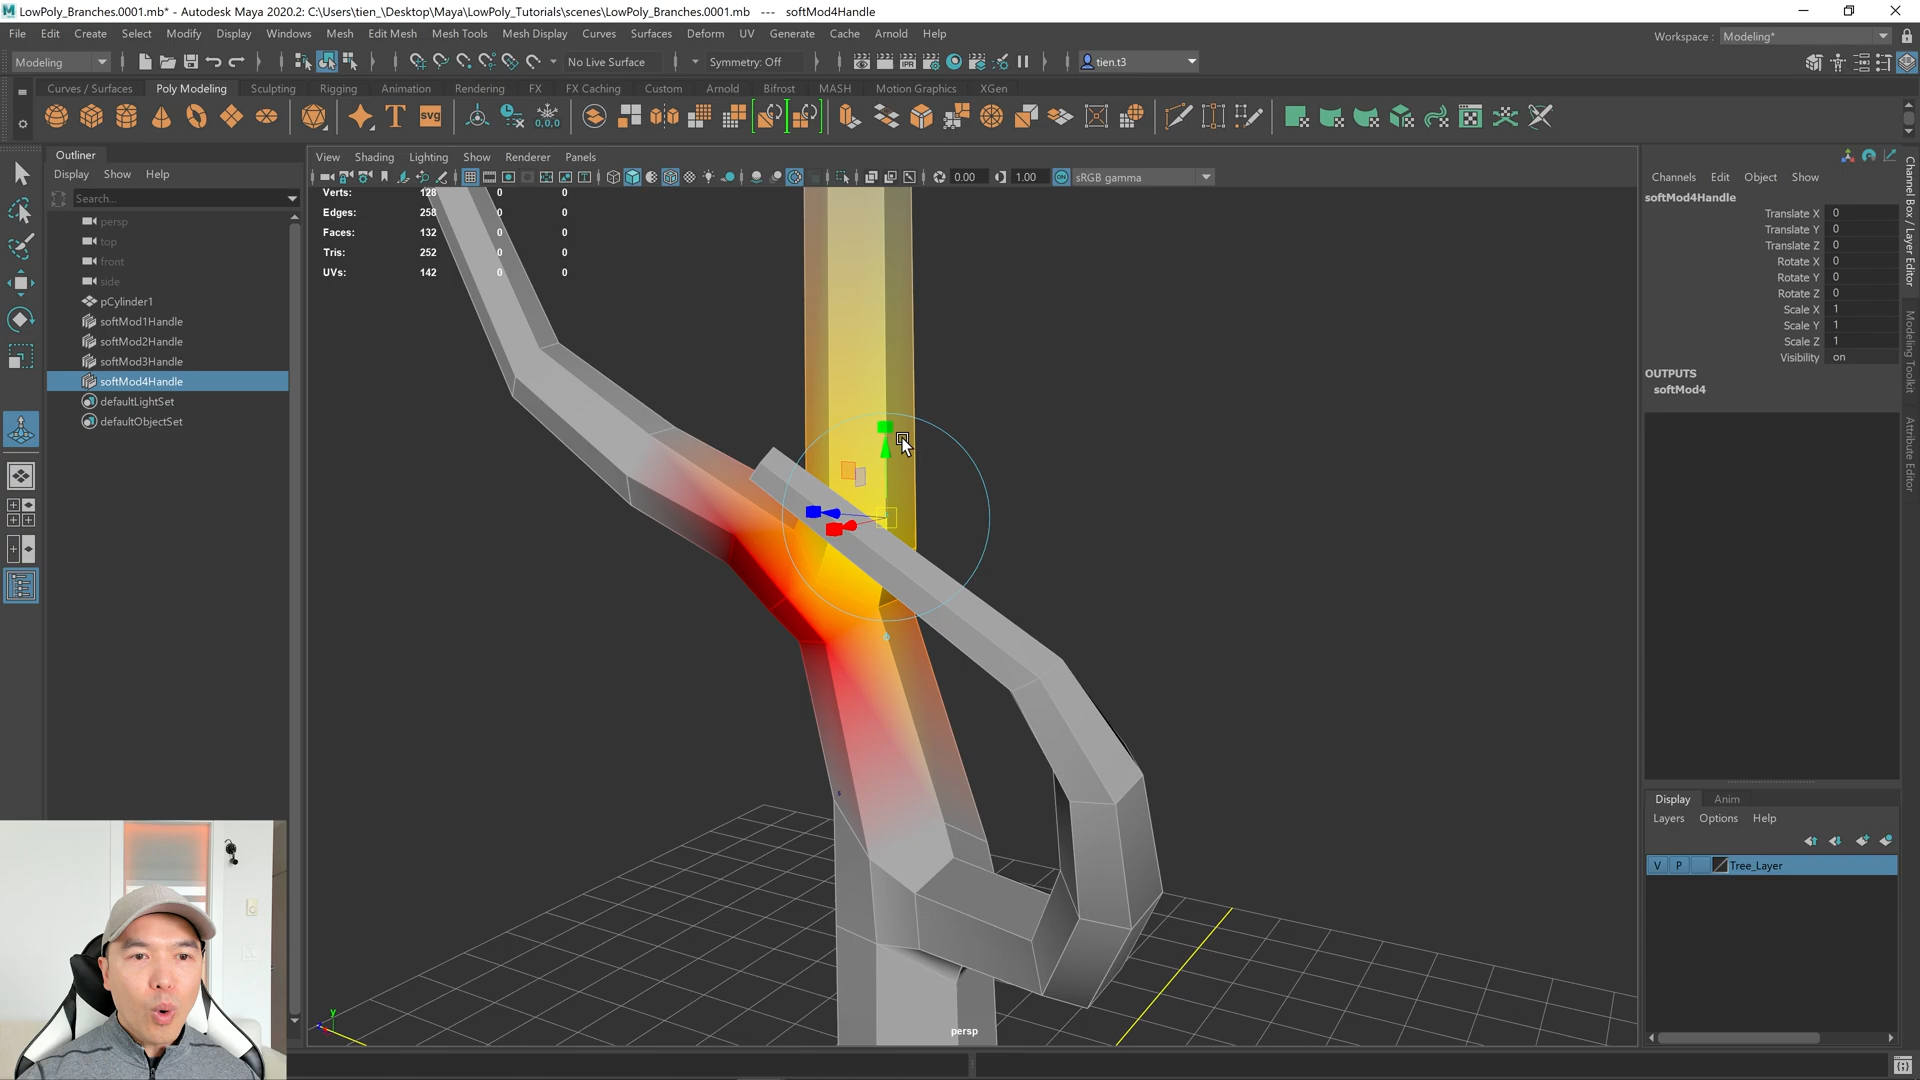 LowPoly_Branches.0001.mb* - Autodesk Maya 2020.2: C:\Users\tien_\Desktop\Maya\LowPoly_Tutorials\scenes\LowPoly_Branches.0001.mb --- softMod4Handle
File Edit Create Select Modify Display Windows Mesh Edit Mesh Mesh Tools Mesh Display Curves Surfaces Deform UV Generate Cache Arnold Help
Workspace : Modeling*
Modeling No Live Surface Symmetry: Off tien.t3
Curves / Surfaces Poly Modeling Sculpting Rigging Animation Rendering FX FX Caching Custom Arnold Bifrost MASH Motion Graphics XGen
T svg 0,0,0
Outliner
Display Show Help
Search...
persp
top
front
side
pCylinder1
softMod1Handle
softMod2Handle
softMod3Handle
softMod4Handle
defaultLightSet
defaultObjectSet
View Shading Lighting Show Renderer Panels
0.00 1.00 sRGB gamma
Verts: 128 0 0
Edges: 258 0 0
Faces: 132 0 0
Tris: 252 0 0
UVs: 142 0 0
y
persp
Channels Edit Object Show
softMod4Handle
Translate X 0
Translate Y 0
Translate Z 0
Rotate X 0
Rotate Y 0
Rotate Z 0
Scale X 1
Scale Y 1
Scale Z 1
Visibility on
OUTPUTS
softMod4
Display Anim
Layers Options Help
V P Tree_Layer
Channel Box / Layer Editor
Modeling Toolkit
Attribute Editor